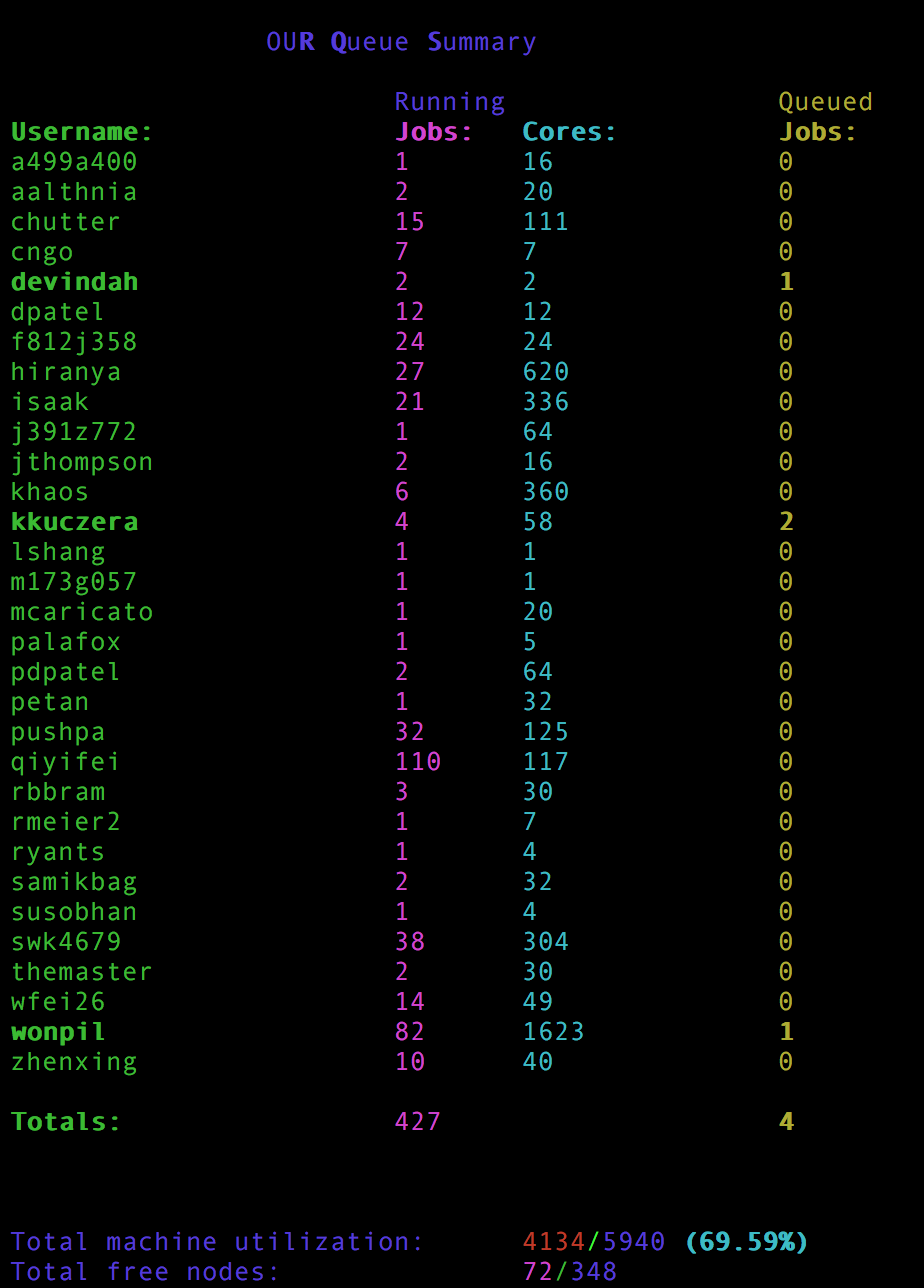 OUR Queue Summary
Running Queued
Username: Jobs: Cores: Jobs:
a499a400 1 16 0
aalthnia 2 20 0
chutter 15 111 0
cngo 7 7 0
devindah 2 2 1
dpatel 12 12 0
f812j358 24 24 0
hiranya 27 620 0
isaak 21 336 0
j391z772 1 64 0
jthompson 2 16 0
khaos 6 360 0
kkuczera 4 58 2
lshang 1 1 0
m173g057 1 1 0
mcaricato 1 20 0
palafox 1 5 0
pdpatel 2 64 0
petan 1 32 0
pushpa 32 125 0
qiyifei 110 117 0
rbbram 3 30 0
rmeier2 1 7 0
ryants 1 4 0
samikbag 2 32 0
susobhan 1 4 0
swk4679 38 304 0
themaster 2 30 0
wfei26 14 49 0
wonpil 82 1623 1
zhenxing 10 40 0
Totals: 427 4
Total machine utilization: 4134/5940 (69.59%)
Total free nodes: 72/348